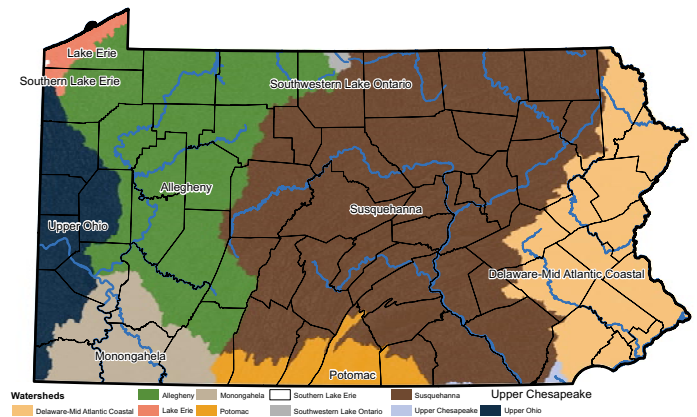 Lake Erie
Southern Lake Erie
Southwestern Lake Ontario
Allegheny
Susquehanna
Upper Ohio
Delaware-Mid Atlantic Coastal
Monongahela
Potomac
Upper Chesapeake
Watersheds
Allegheny Monongahela Southern Lake Erie Susquehanna
Delaware-Mid Atlantic Coastal Lake Erie Potomac Southwestern Lake Ontario Upper Chesapeake Upper Ohio